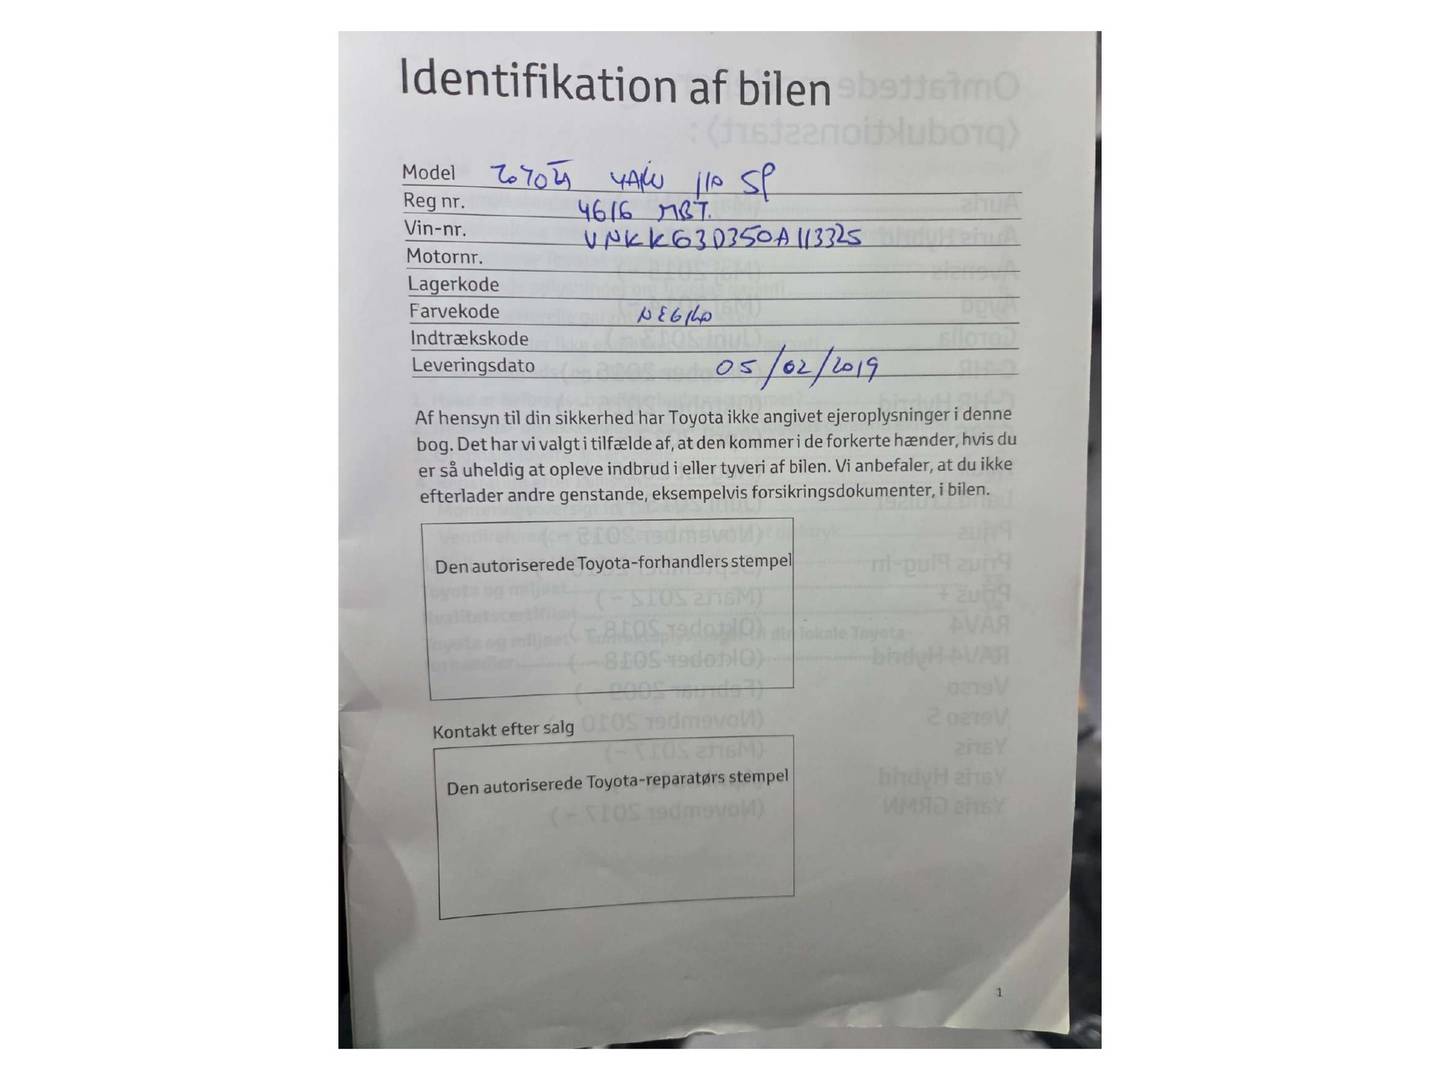 Identifikation af bilen
Model TOYOTA YARIS 110 SP
Reg nr. 4616 MBT.
Vin-nr. VNKKG3D350A113325
Motornr.
Lagerkode
Farvekode NEGRO
Indtrækskode
Leveringsdato 05/02/2019
Af hensyn til din sikkerhed har Toyota ikke angivet ejeroplysninger i denne
bog. Det har vi valgt i tilfælde af, at den kommer i de forkerte hænder, hvis du
er så uheldig at opleve indbrud i eller tyveri af bilen. Vi anbefaler, at du ikke
efterlader andre genstande, eksempelvis forsikringsdokumenter, i bilen.
Den autoriserede Toyota-forhandlers stempel
Kontakt efter salg
Den autoriserede Toyota-reparatørs stempel
1